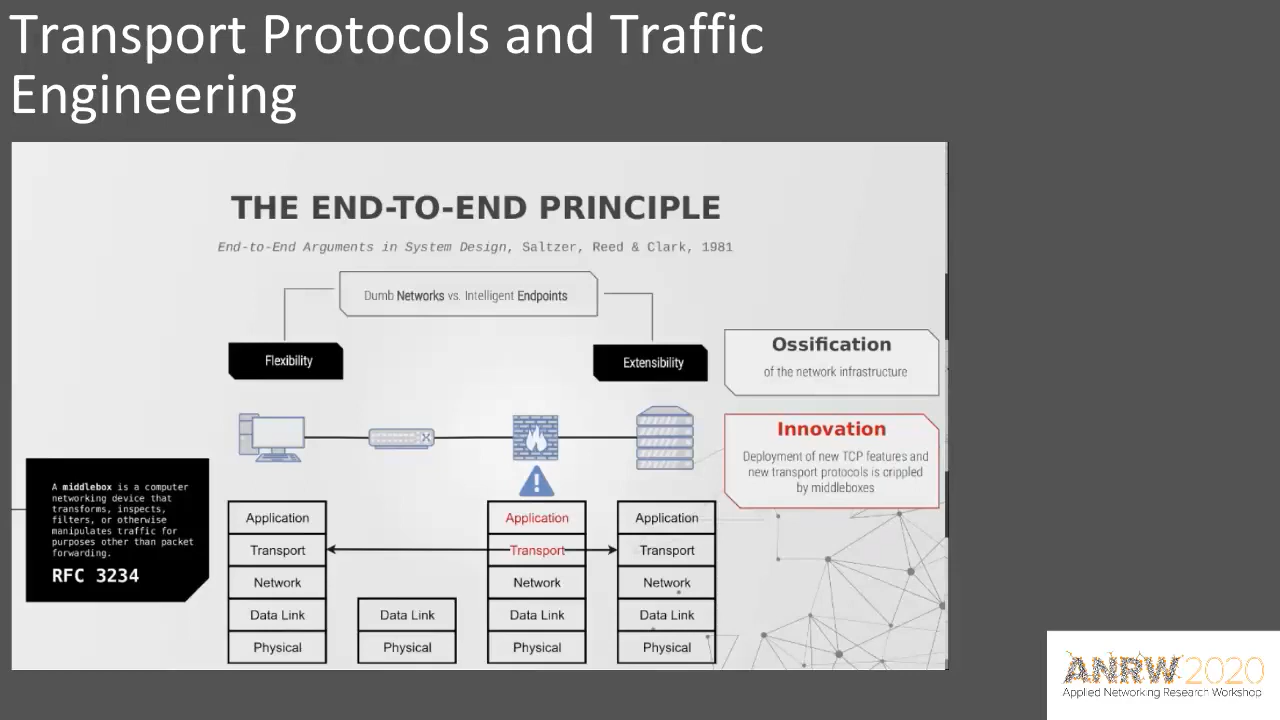 Transport Protocols and Traffic
Engineering
THE END-TO-END PRINCIPLE
End-to-End Arguments in System Design, Saltzer, Reed & Clark, 1981
Dumb Networks vs. Intelligent Endpoints
Flexibility
Extensibility
Ossification
of the network infrastructure
Innovation
Deployment of new TCP features and
new transport protocols is crippled
by middleboxes
A middlebox is a computer
networking device that
transforms, inspects,
filters, or otherwise
manipulates traffic for
purposes other than packet
forwarding.
RFC 3234
Application
Transport
Network
Data Link
Physical
Data Link
Physical
Application
Transport
Network
Data Link
Physical
Application
Transport
Network
Data Link
Physical
ANRW2020
Applied Networking Research Workshop